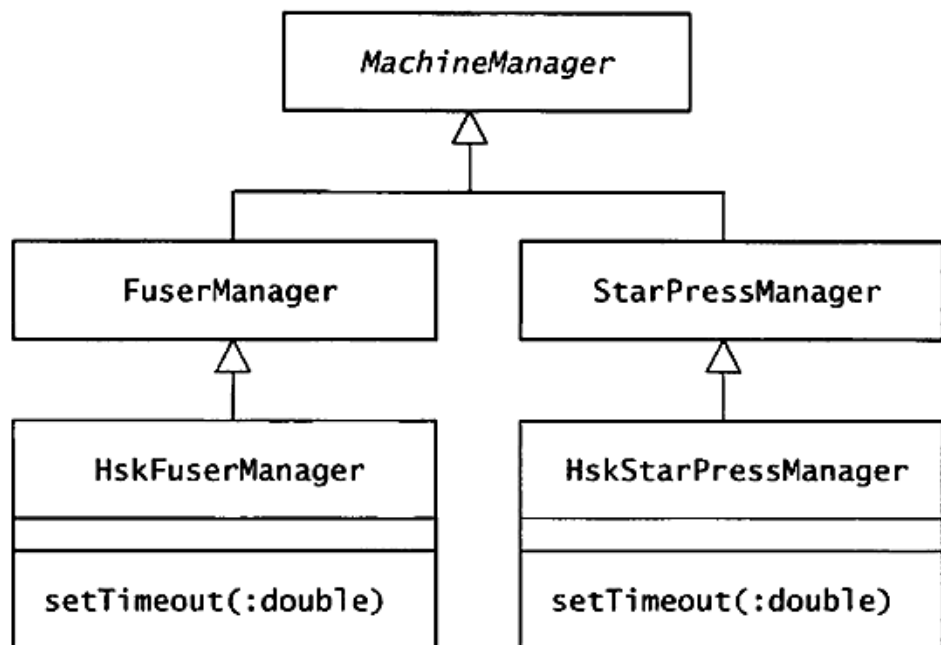 MachineManager
FuserManager
StarPressManager
HskFuserManager
HskStarPressManager
setTimeout(:double)
setTimeout(:double)